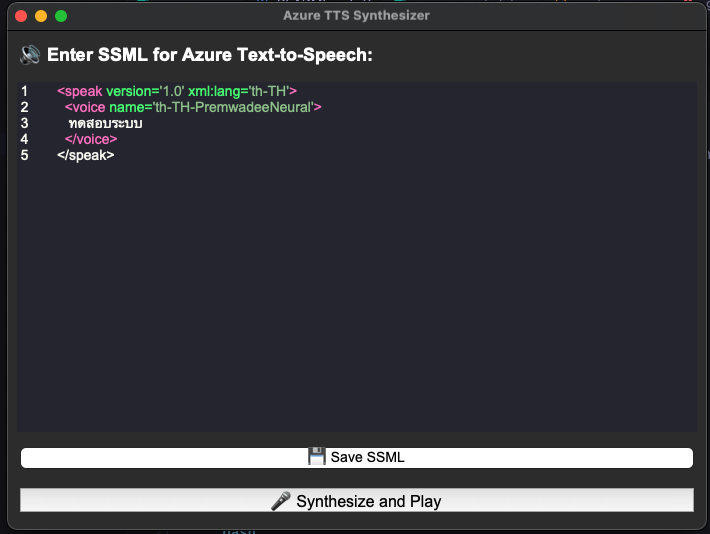 Azure TTS Synthesizer
🔊 Enter SSML for Azure Text-to-Speech:
1 <speak version='1.0' xml:lang='th-TH'>
2 <voice name='th-TH-PremwadeeNeural'>
3 ทดสอบระบบ
4 </voice>
5 </speak>
💾 Save SSML
🎤 Synthesize and Play